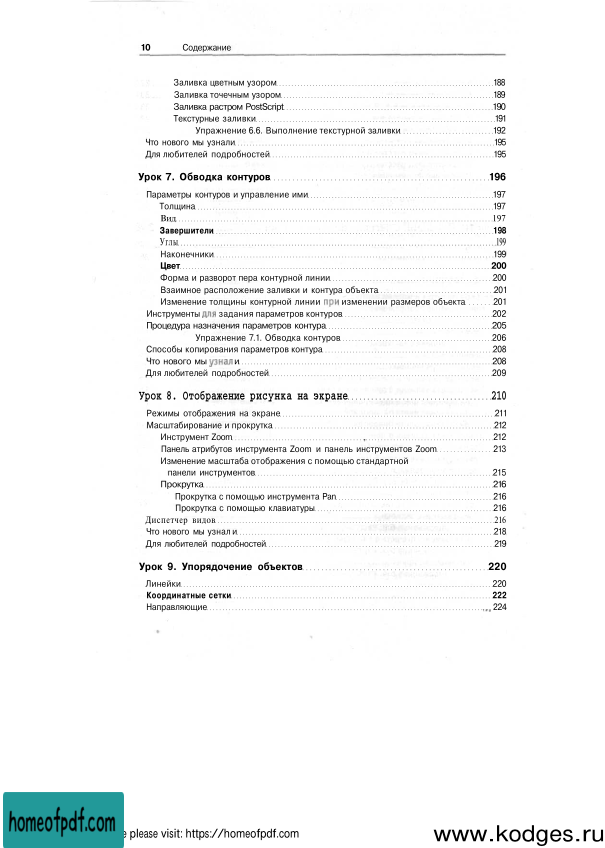 10 Содержание
Заливка цветным узором 188
Заливка точечным узором 189
Заливка растром PostScript 190
Текстурные заливки 191
Упражнение 6.6. Выполнение текстурной заливки 192
Что нового мы узнали 195
Для любителей подробностей 195
Урок 7. Обводка контуров 196
Параметры контуров и управление ими 197
Толщина 197
Вид 197
Завершители 198
Углы 199
Наконечники 199
Цвет 200
Форма и разворот пера контурной линии 200
Взаимное расположение заливки и контура объекта 201
Изменение толщины контурной линии при изменении размеров объекта 201
Инструменты для задания параметров контуров 202
Процедура назначения параметров контура 205
Упражнение 7.1. Обводка контуров 206
Способы копирования параметров контура 208
Что нового мы узнали 208
Для любителей подробностей 209
Урок 8. Отображение рисунка на экране 210
Режимы отображения на экране 211
Масштабирование и прокрутка 212
Инструмент Zoom 212
Панель атрибутов инструмента Zoom и панель инструментов Zoom 213
Изменение масштаба отображения с помощью стандартной
панели инструментов 215
Прокрутка 216
Прокрутка с помощью инструмента Pan 216
Прокрутка с помощью клавиатуры 216
Диспетчер видов 216
Что нового мы узнали 218
Для любителей подробностей 219
Урок 9. Упорядочение объектов 220
Линейки 220
Координатные сетки 222
Направляющие 224
homeofpdf.com
e please visit: https://homeofpdf.com
www.kodges.ru